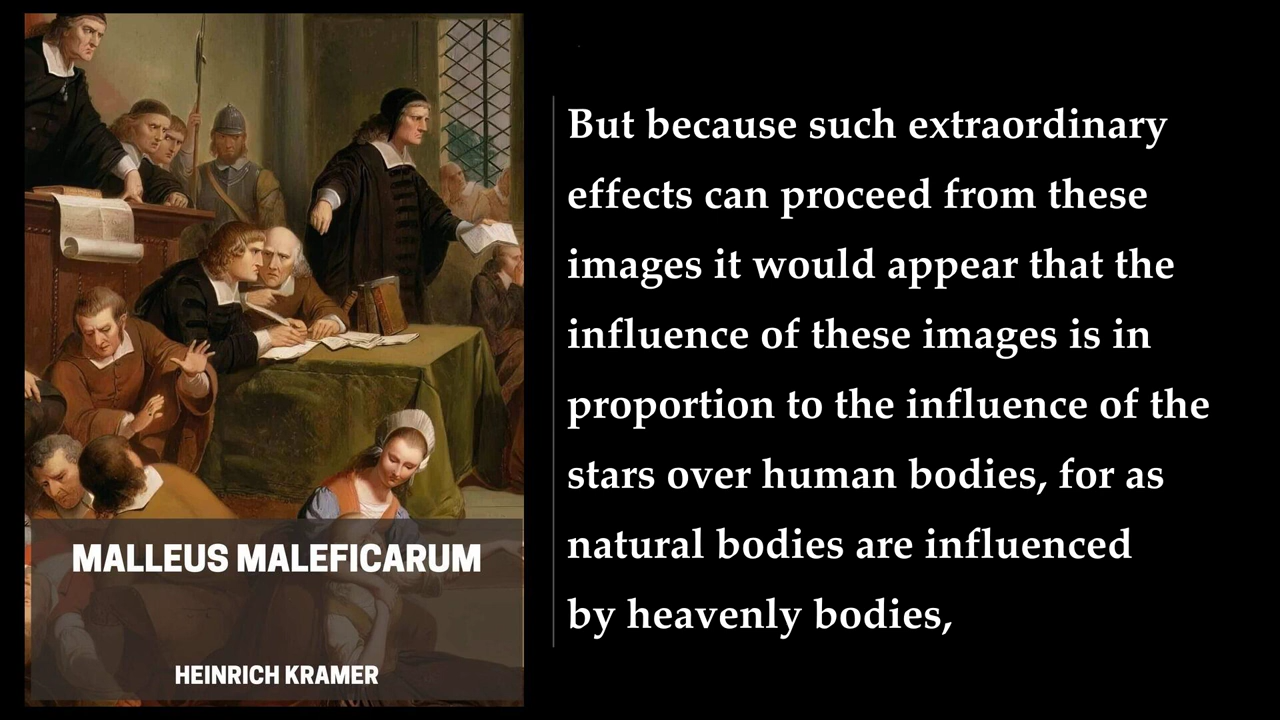 MALLEUS MALEFICARUM
HEINRICH KRAMER
But because such extraordinary
effects can proceed from these
images it would appear that the
influence of these images is in
proportion to the influence of the
stars over human bodies, for as
natural bodies are influenced
by heavenly bodies,